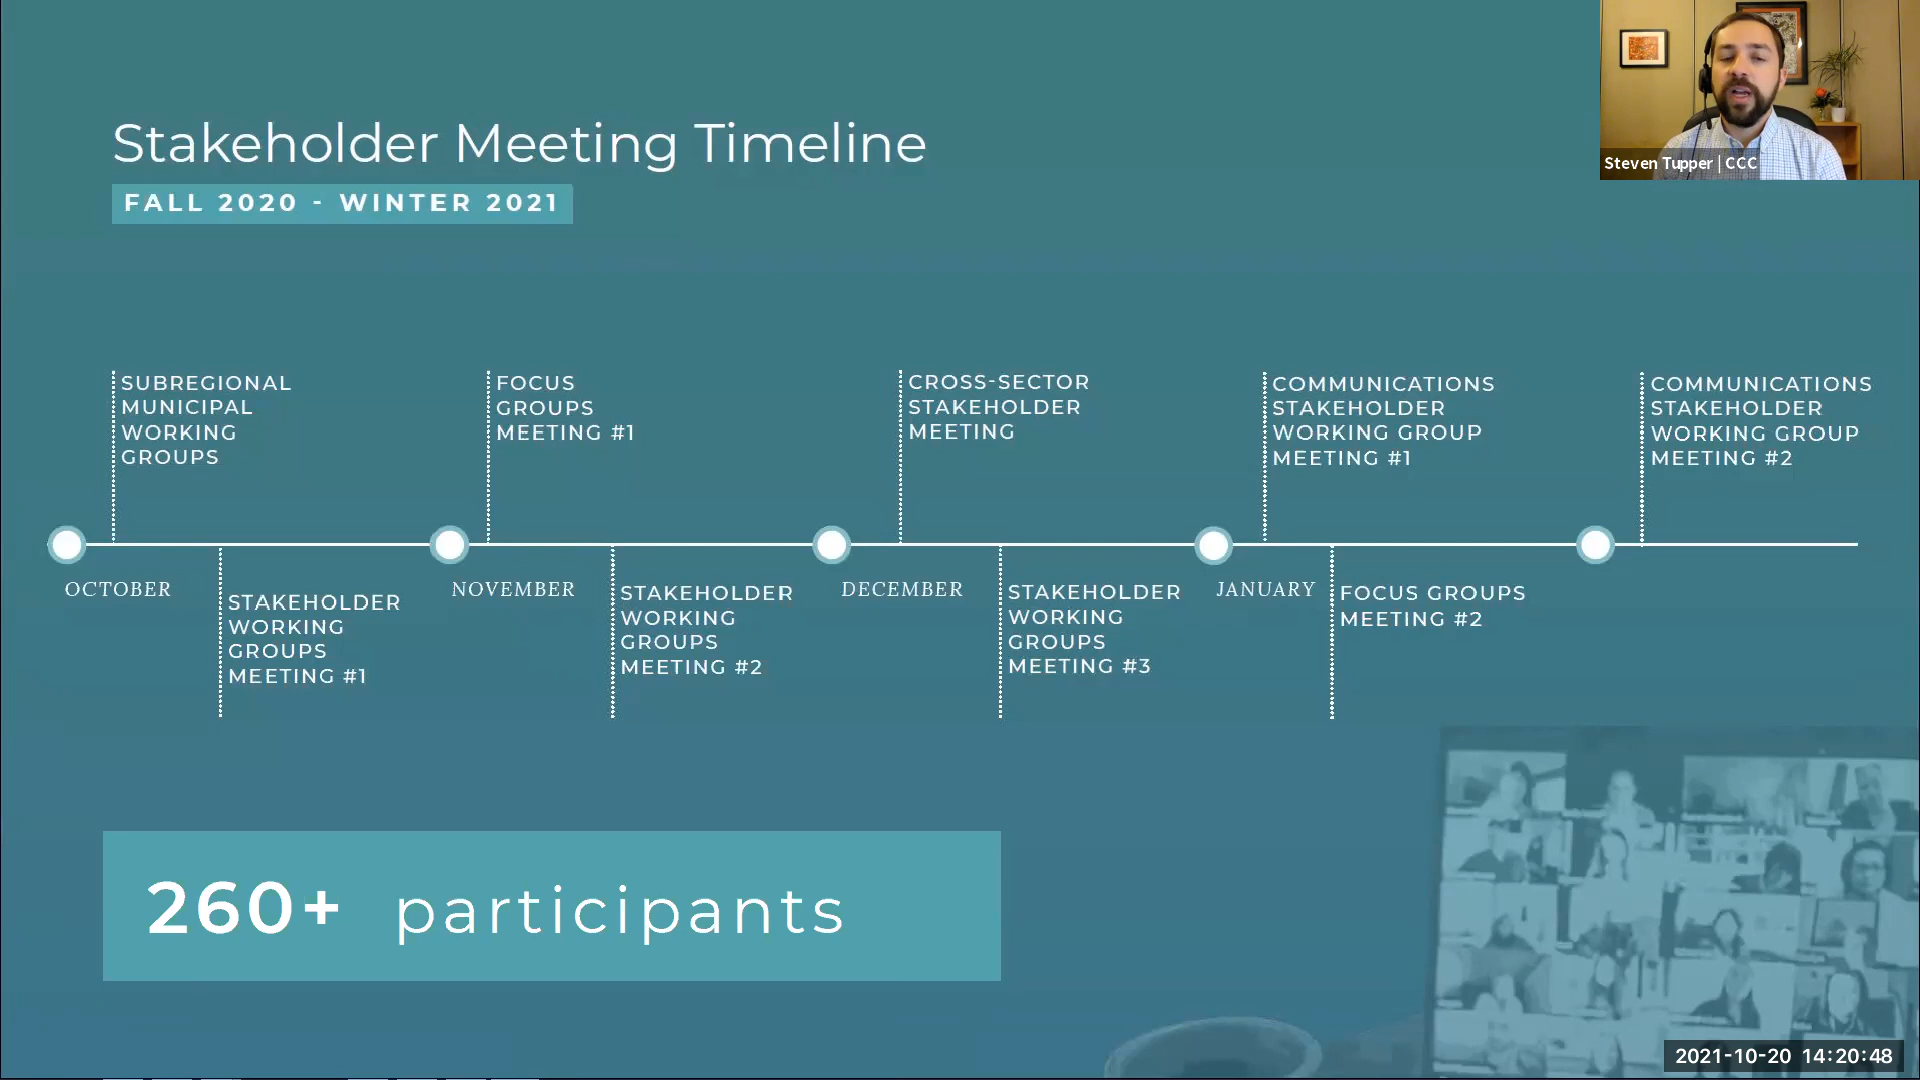 Stakeholder Meeting Timeline
FALL 2020 - WINTER 2021
Steven Tupper | CCC
SUBREGIONAL
MUNICIPAL
WORKING
GROUPS
FOCUS
GROUPS
MEETING #1
CROSS-SECTOR
STAKEHOLDER
MEETING
COMMUNICATIONS
STAKEHOLDER
WORKING GROUP
MEETING #1
COMMUNICATIONS
STAKEHOLDER
WORKING GROUP
MEETING #2
OCTOBER
STAKEHOLDER
WORKING
GROUPS
MEETING #1
NOVEMBER
STAKEHOLDER
WORKING
GROUPS
MEETING #2
DECEMBER
STAKEHOLDER
WORKING
GROUPS
MEETING #3
JANUARY
FOCUS GROUPS
MEETING #2
260+ participants
2021-10-20 14:20:48